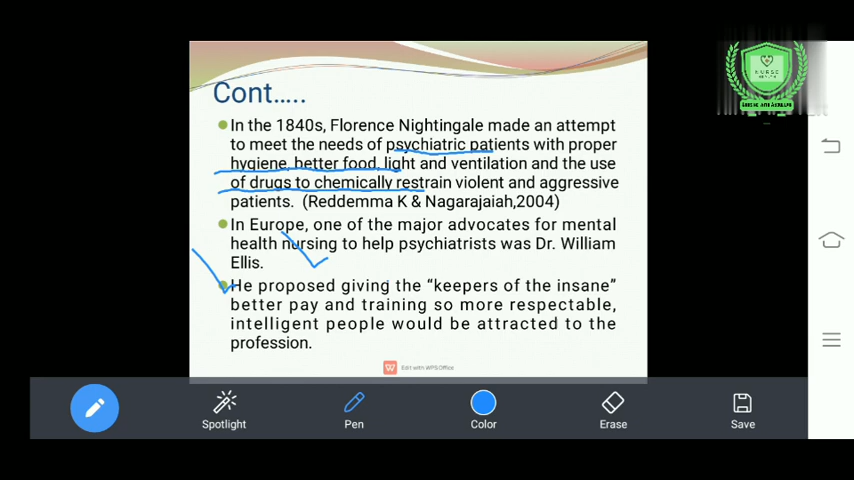 Cont.....
In the 1840s, Florence Nightingale made an attempt
to meet the needs of psychiatric patients with proper
hygiene, better food, light and ventilation and the use
of drugs to chemically restrain violent and aggressive
patients. (Reddemma K & Nagarajaiah,2004)
In Europe, one of the major advocates for mental
health nursing to help psychiatrists was Dr. William
Ellis.
He proposed giving the “keepers of the insane”
better pay and training so more respectable,
intelligent people would be attracted to the
profession.
Edit with WPS Office
Spotlight
Pen
Color
Erase
Save
NURSE